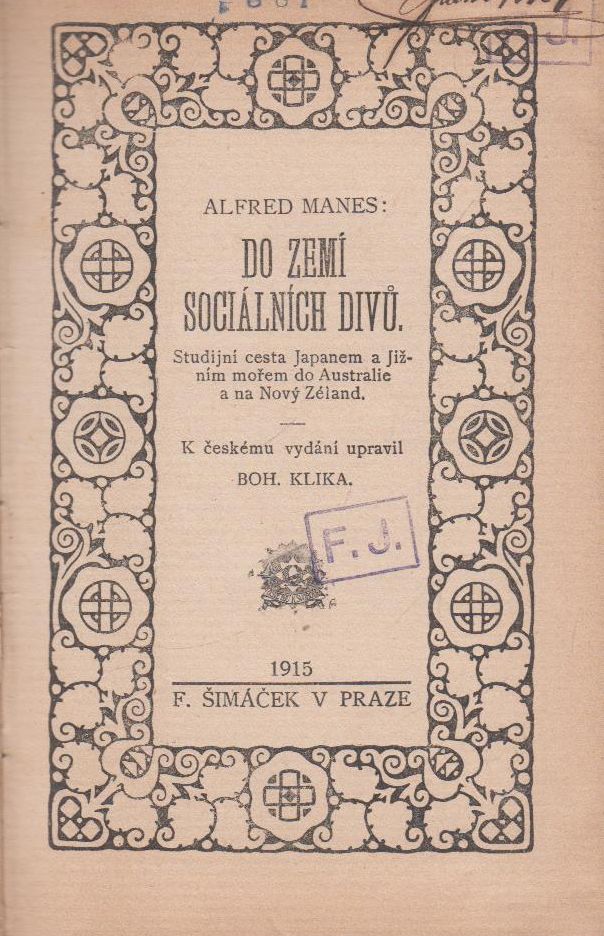 F. J.
ALFRED MANES:
DO ZEMÍ
SOCIÁLNÍCH DIVŮ.
Studijní cesta Japanem a Již-
ním mořem do Australie
a na Nový Zéland.
K českému vydání upravil
BOH. KLIKA.
F. J.
1915
F. ŠIMÁČEK V PRAZE